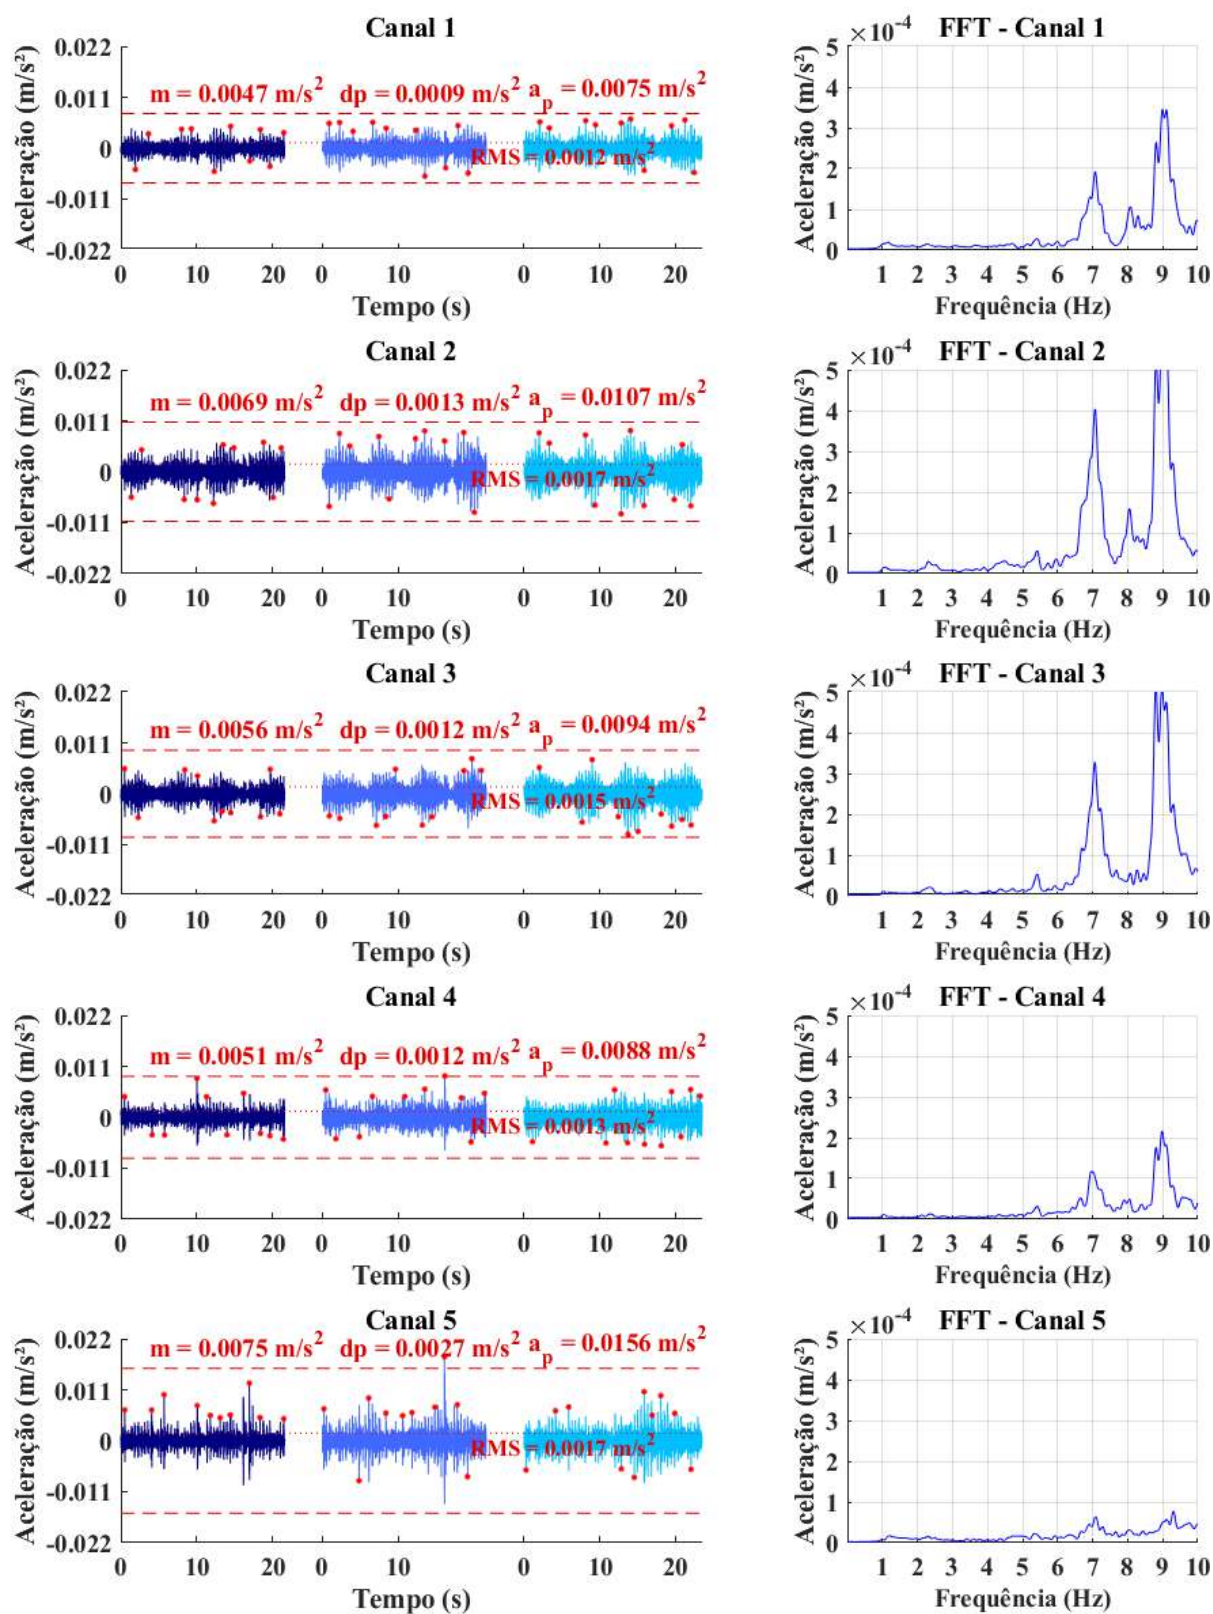 Canal 1
Aceleração (m/s²)
0.022
0.011
0
-0.011
-0.022
m = 0.0047 m/s² dp = 0.0009 m/s² a_p = 0.0075 m/s²
RMS = 0.0012 m/s²
0 10 20 0 10 0 10 20
Tempo (s)
×10⁻⁴ FFT - Canal 1
Aceleração (m/s²)
5
4
3
2
1
0
1 2 3 4 5 6 7 8 9 10
Frequência (Hz)
Canal 2
Aceleração (m/s²)
0.022
0.011
0
-0.011
-0.022
m = 0.0069 m/s² dp = 0.0013 m/s² a_p = 0.0107 m/s²
RMS = 0.0017 m/s²
0 10 20 0 10 0 10 20
Tempo (s)
×10⁻⁴ FFT - Canal 2
Aceleração (m/s²)
5
4
3
2
1
0
1 2 3 4 5 6 7 8 9 10
Frequência (Hz)
Canal 3
Aceleração (m/s²)
0.022
0.011
0
-0.011
-0.022
m = 0.0056 m/s² dp = 0.0012 m/s² a_p = 0.0094 m/s²
RMS = 0.0015 m/s²
0 10 20 0 10 0 10 20
Tempo (s)
×10⁻⁴ FFT - Canal 3
Aceleração (m/s²)
5
4
3
2
1
0
1 2 3 4 5 6 7 8 9 10
Frequência (Hz)
Canal 4
Aceleração (m/s²)
0.022
0.011
0
-0.011
-0.022
m = 0.0051 m/s² dp = 0.0012 m/s² a_p = 0.0088 m/s²
RMS = 0.0013 m/s²
0 10 20 0 10 0 10 20
Tempo (s)
×10⁻⁴ FFT - Canal 4
Aceleração (m/s²)
5
4
3
2
1
0
1 2 3 4 5 6 7 8 9 10
Frequência (Hz)
Canal 5
Aceleração (m/s²)
0.022
0.011
0
-0.011
-0.022
m = 0.0075 m/s² dp = 0.0027 m/s² a_p = 0.0156 m/s²
RMS = 0.0017 m/s²
0 10 20 0 10 0 10 20
Tempo (s)
×10⁻⁴ FFT - Canal 5
Aceleração (m/s²)
5
4
3
2
1
0
1 2 3 4 5 6 7 8 9 10
Frequência (Hz)